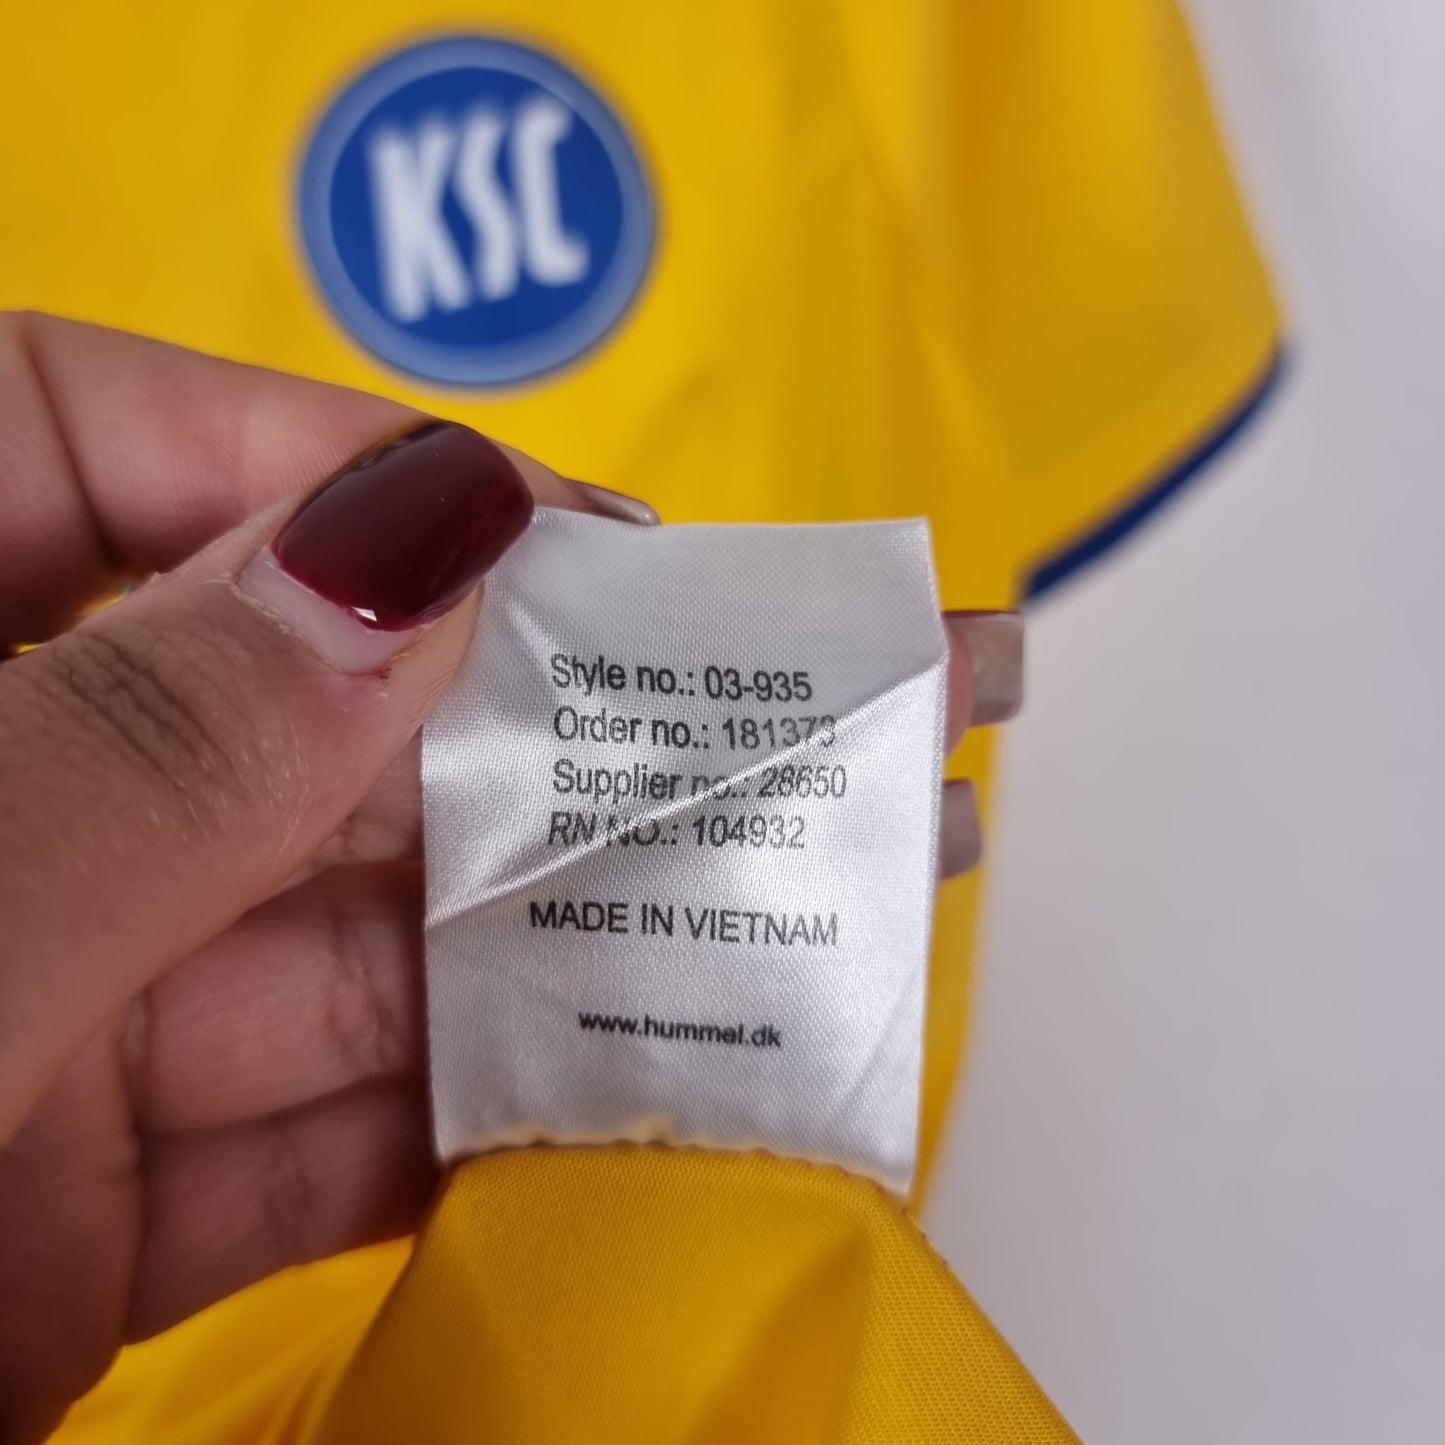 KSC
Style no.: 03-935
Order no.: 181373
Supplier no.: 28650
RN NO.: 104932
MADE IN VIETNAM
www.hummel.dk